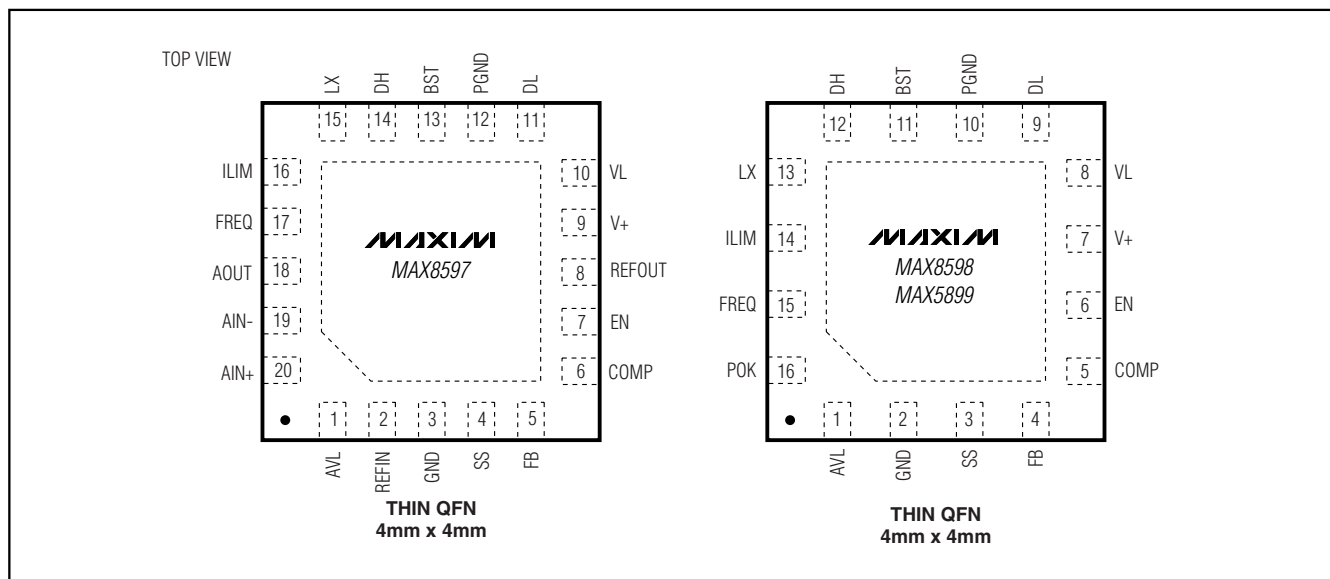 TOP VIEW
LX DH BST PGND DL
15 14 13 12 11
ILIM 16 10 VL
FREQ 17 9 V+
AOUT 18 8 REFOUT
AIN- 19 7 EN
AIN+ 20 6 COMP
MAXIM
MAX8597
1 2 3 4 5
AVL REFIN GND SS FB
THIN QFN
4mm x 4mm
DH BST PGND DL
12 11 10 9
LX 13 8 VL
ILIM 14 7 V+
FREQ 15 6 EN
POK 16 5 COMP
MAXIM
MAX8598
MAX5899
1 2 3 4
AVL GND SS FB
THIN QFN
4mm x 4mm